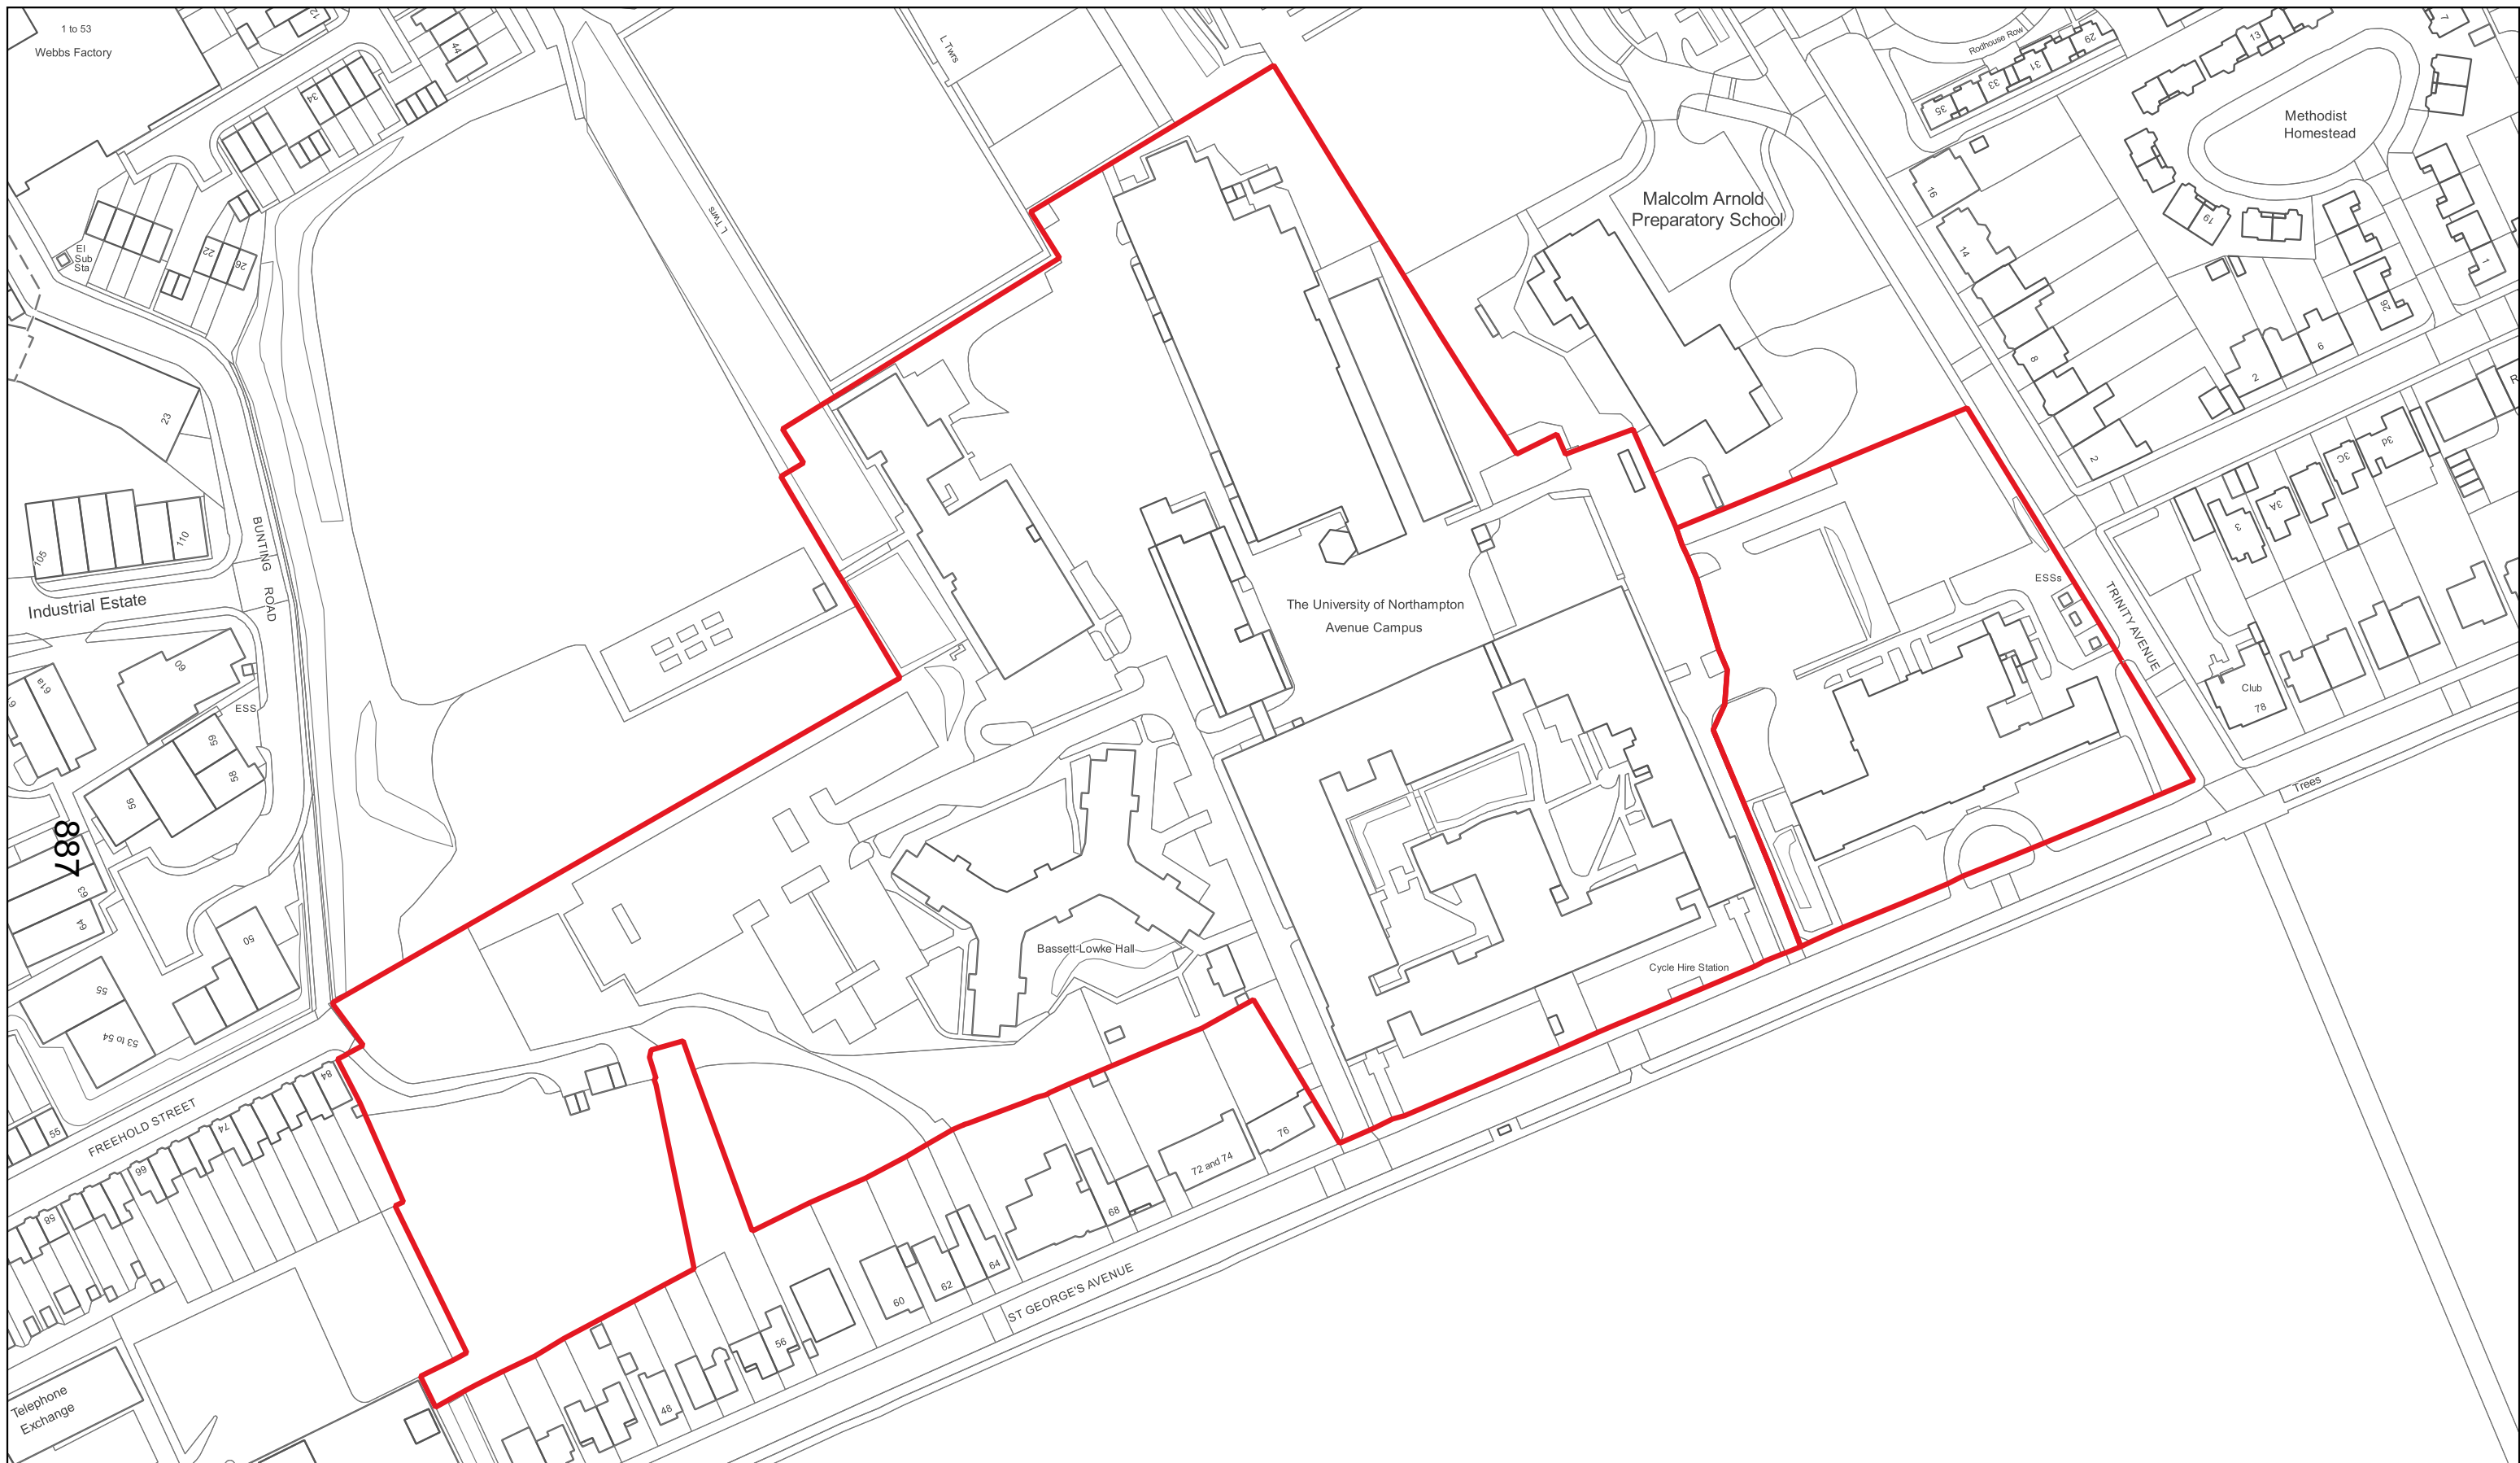 1 to 53
Webbs Factory
12
44
34
L Twrs
L Twrs
Rodhouse Row
29
31
33
35
13
7
Methodist
Homestead
Malcolm Arnold
Preparatory School
16
14
19
1
26
8
6
2
2
El
Sub
Sta
22
26
23
BUNTING ROAD
105
110
Industrial Estate
3d
3C
3A
3
ESSs
TRINITY AVENUE
The University of Northampton
Avenue Campus
60
61a
ESS
59
58
56
Club
78
Trees
887
63
64
50
55
53 to 54
Bassett-Lowke Hall
Cycle Hire Station
84
FREEHOLD STREET
74
66
58
55
76
72 and 74
68
64
62
60
ST GEORGE'S AVENUE
56
48
Telephone
Exchange